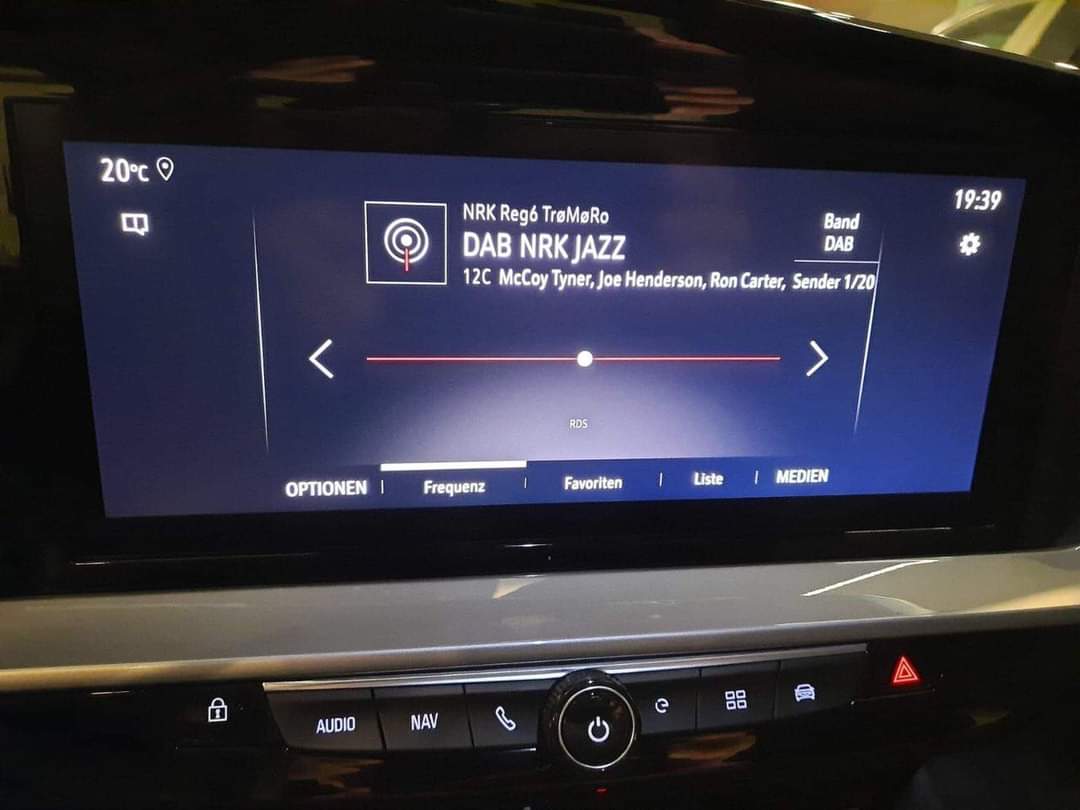 20°C
19:39
NRK Reg6 TrøMøRo
DAB NRK JAZZ
12C McCoy Tyner, Joe Henderson, Ron Carter, Sender 1/20
Band
DAB
RDS
OPTIONEN | Frequenz | Favoriten | Liste | MEDIEN
AUDIO NAV